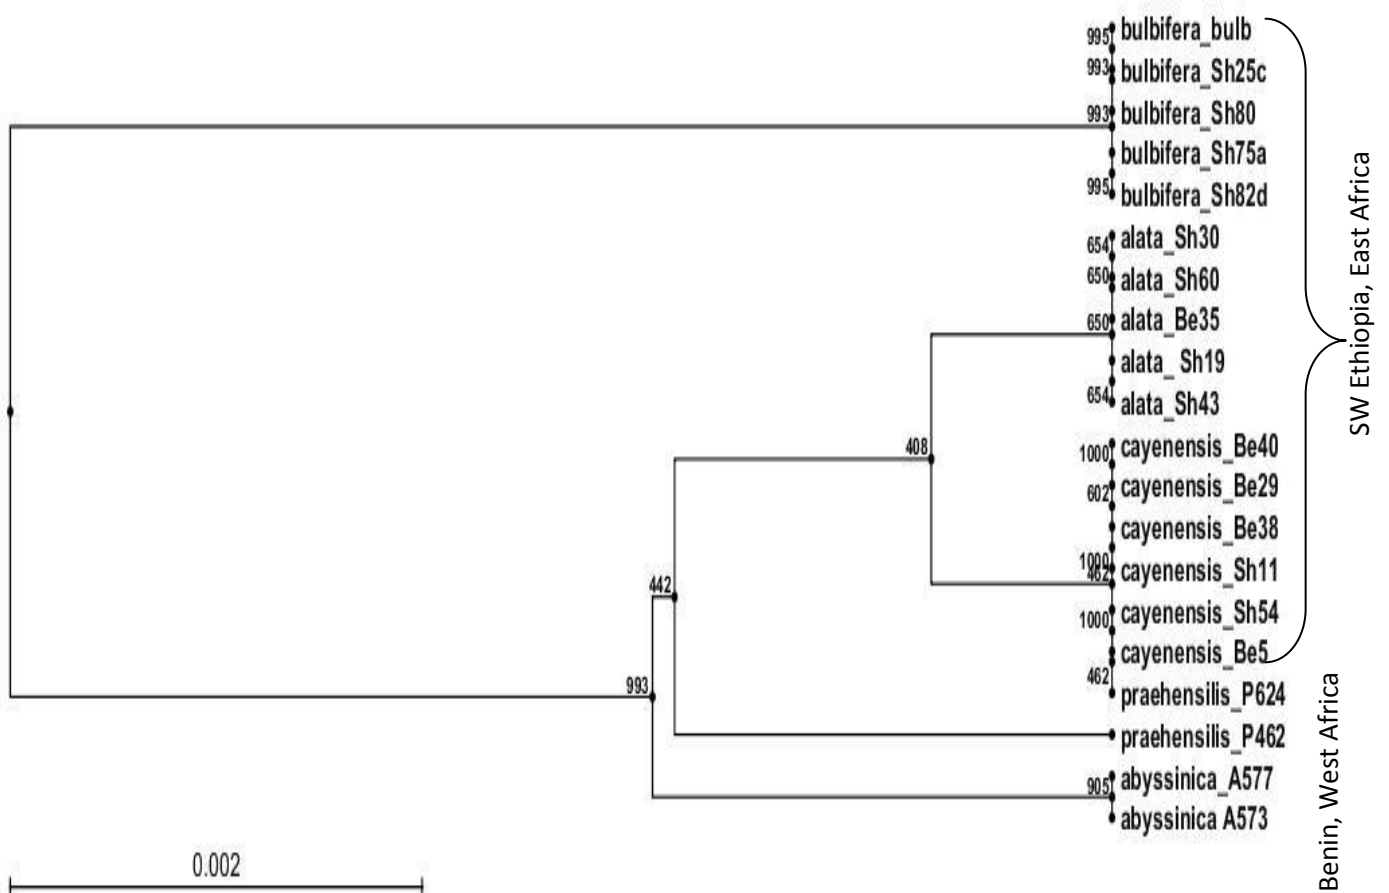 995 bulbifera_bulb
993 bulbifera_Sh25c
993 bulbifera_Sh80
bulbifera_Sh75a
995 bulbifera_Sh82d
654 alata_Sh30
650 alata_Sh60
650 alata_Be35
alata_ Sh19
654 alata_Sh43
408
1000 cayenensis_Be40
602 cayenensis_Be29
cayenensis_Be38
1000
462 cayenensis_Sh11
442
1000 cayenensis_Sh54
cayenensis_Be5
462 praehensilis_P624
993
praehensilis_P462
905 abyssinica_A577
abyssinica A573
0.002
SW Ethiopia, East Africa
Benin, West Africa